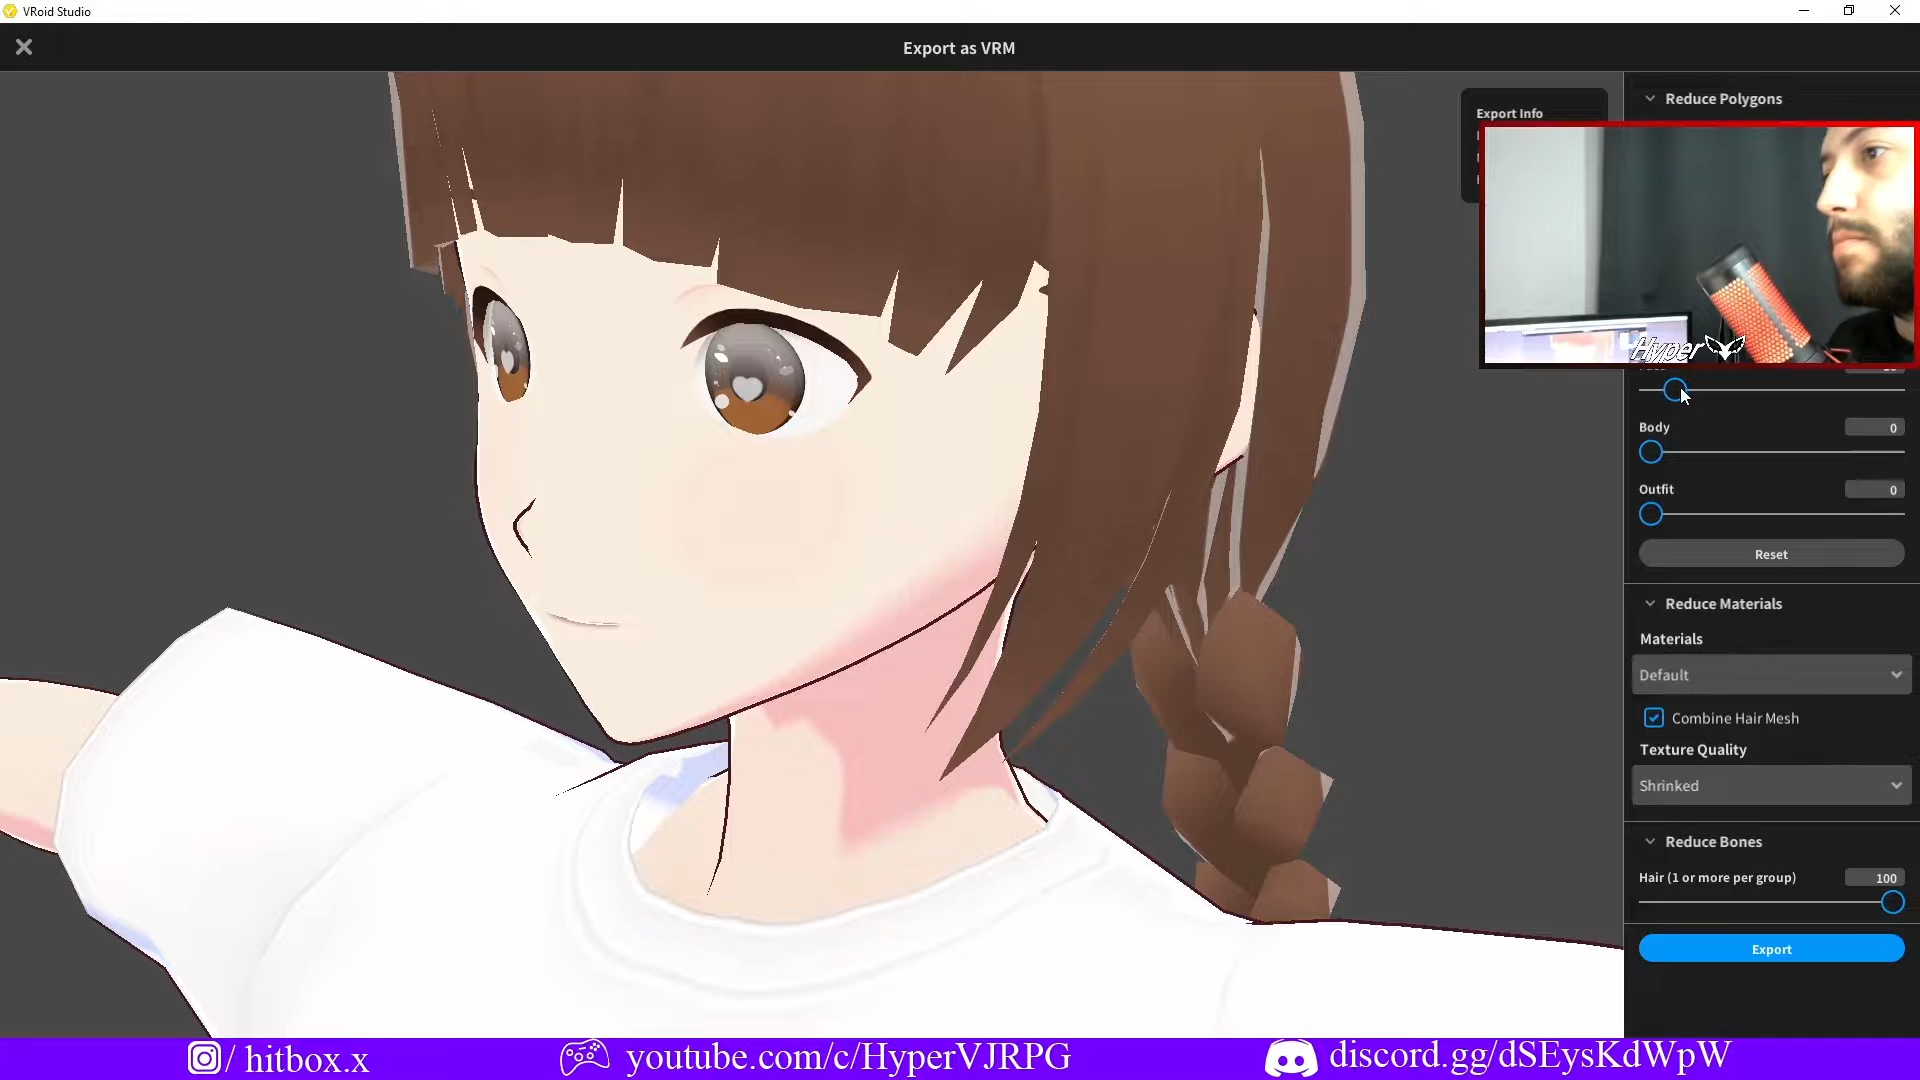 VRoid Studio
Export as VRM
Reduce Polygons
Export Info
Hyper
Body
0
Outfit
0
Reset
Reduce Materials
Materials
Default
Combine Hair Mesh
Texture Quality
Shrinked
Reduce Bones
Hair (1 or more per group)
100
Export
/ hitbox.x
youtube.com/c/HyperVJRPG
discord.gg/dSEysKdWpW